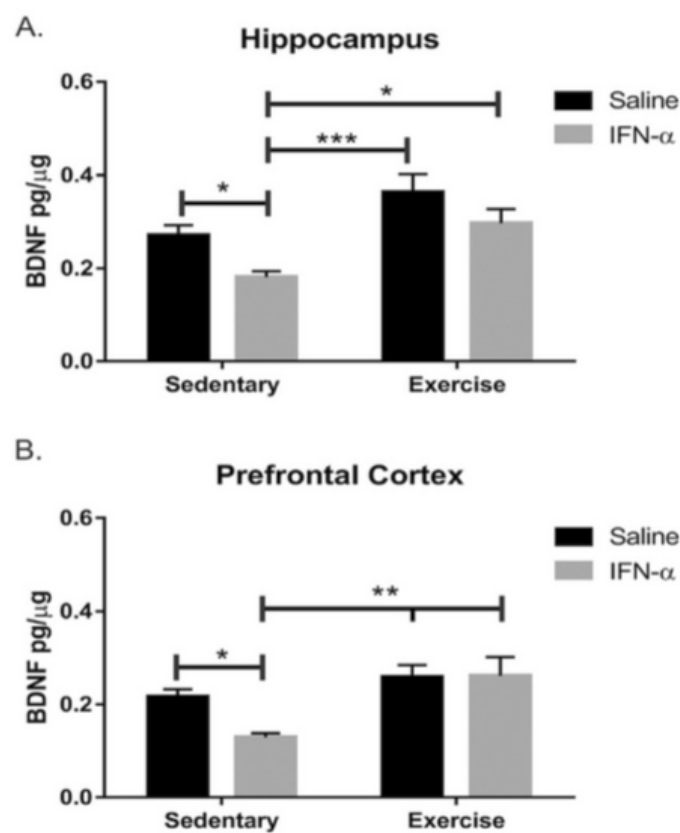 A.
Hippocampus
BDNF pg/μg
0.6
0.4
0.2
0.0
*
***
*
Saline
IFN-α
Sedentary
Exercise
B.
Prefrontal Cortex
BDNF pg/μg
0.6
0.4
0.2
0.0
**
*
Saline
IFN-α
Sedentary
Exercise